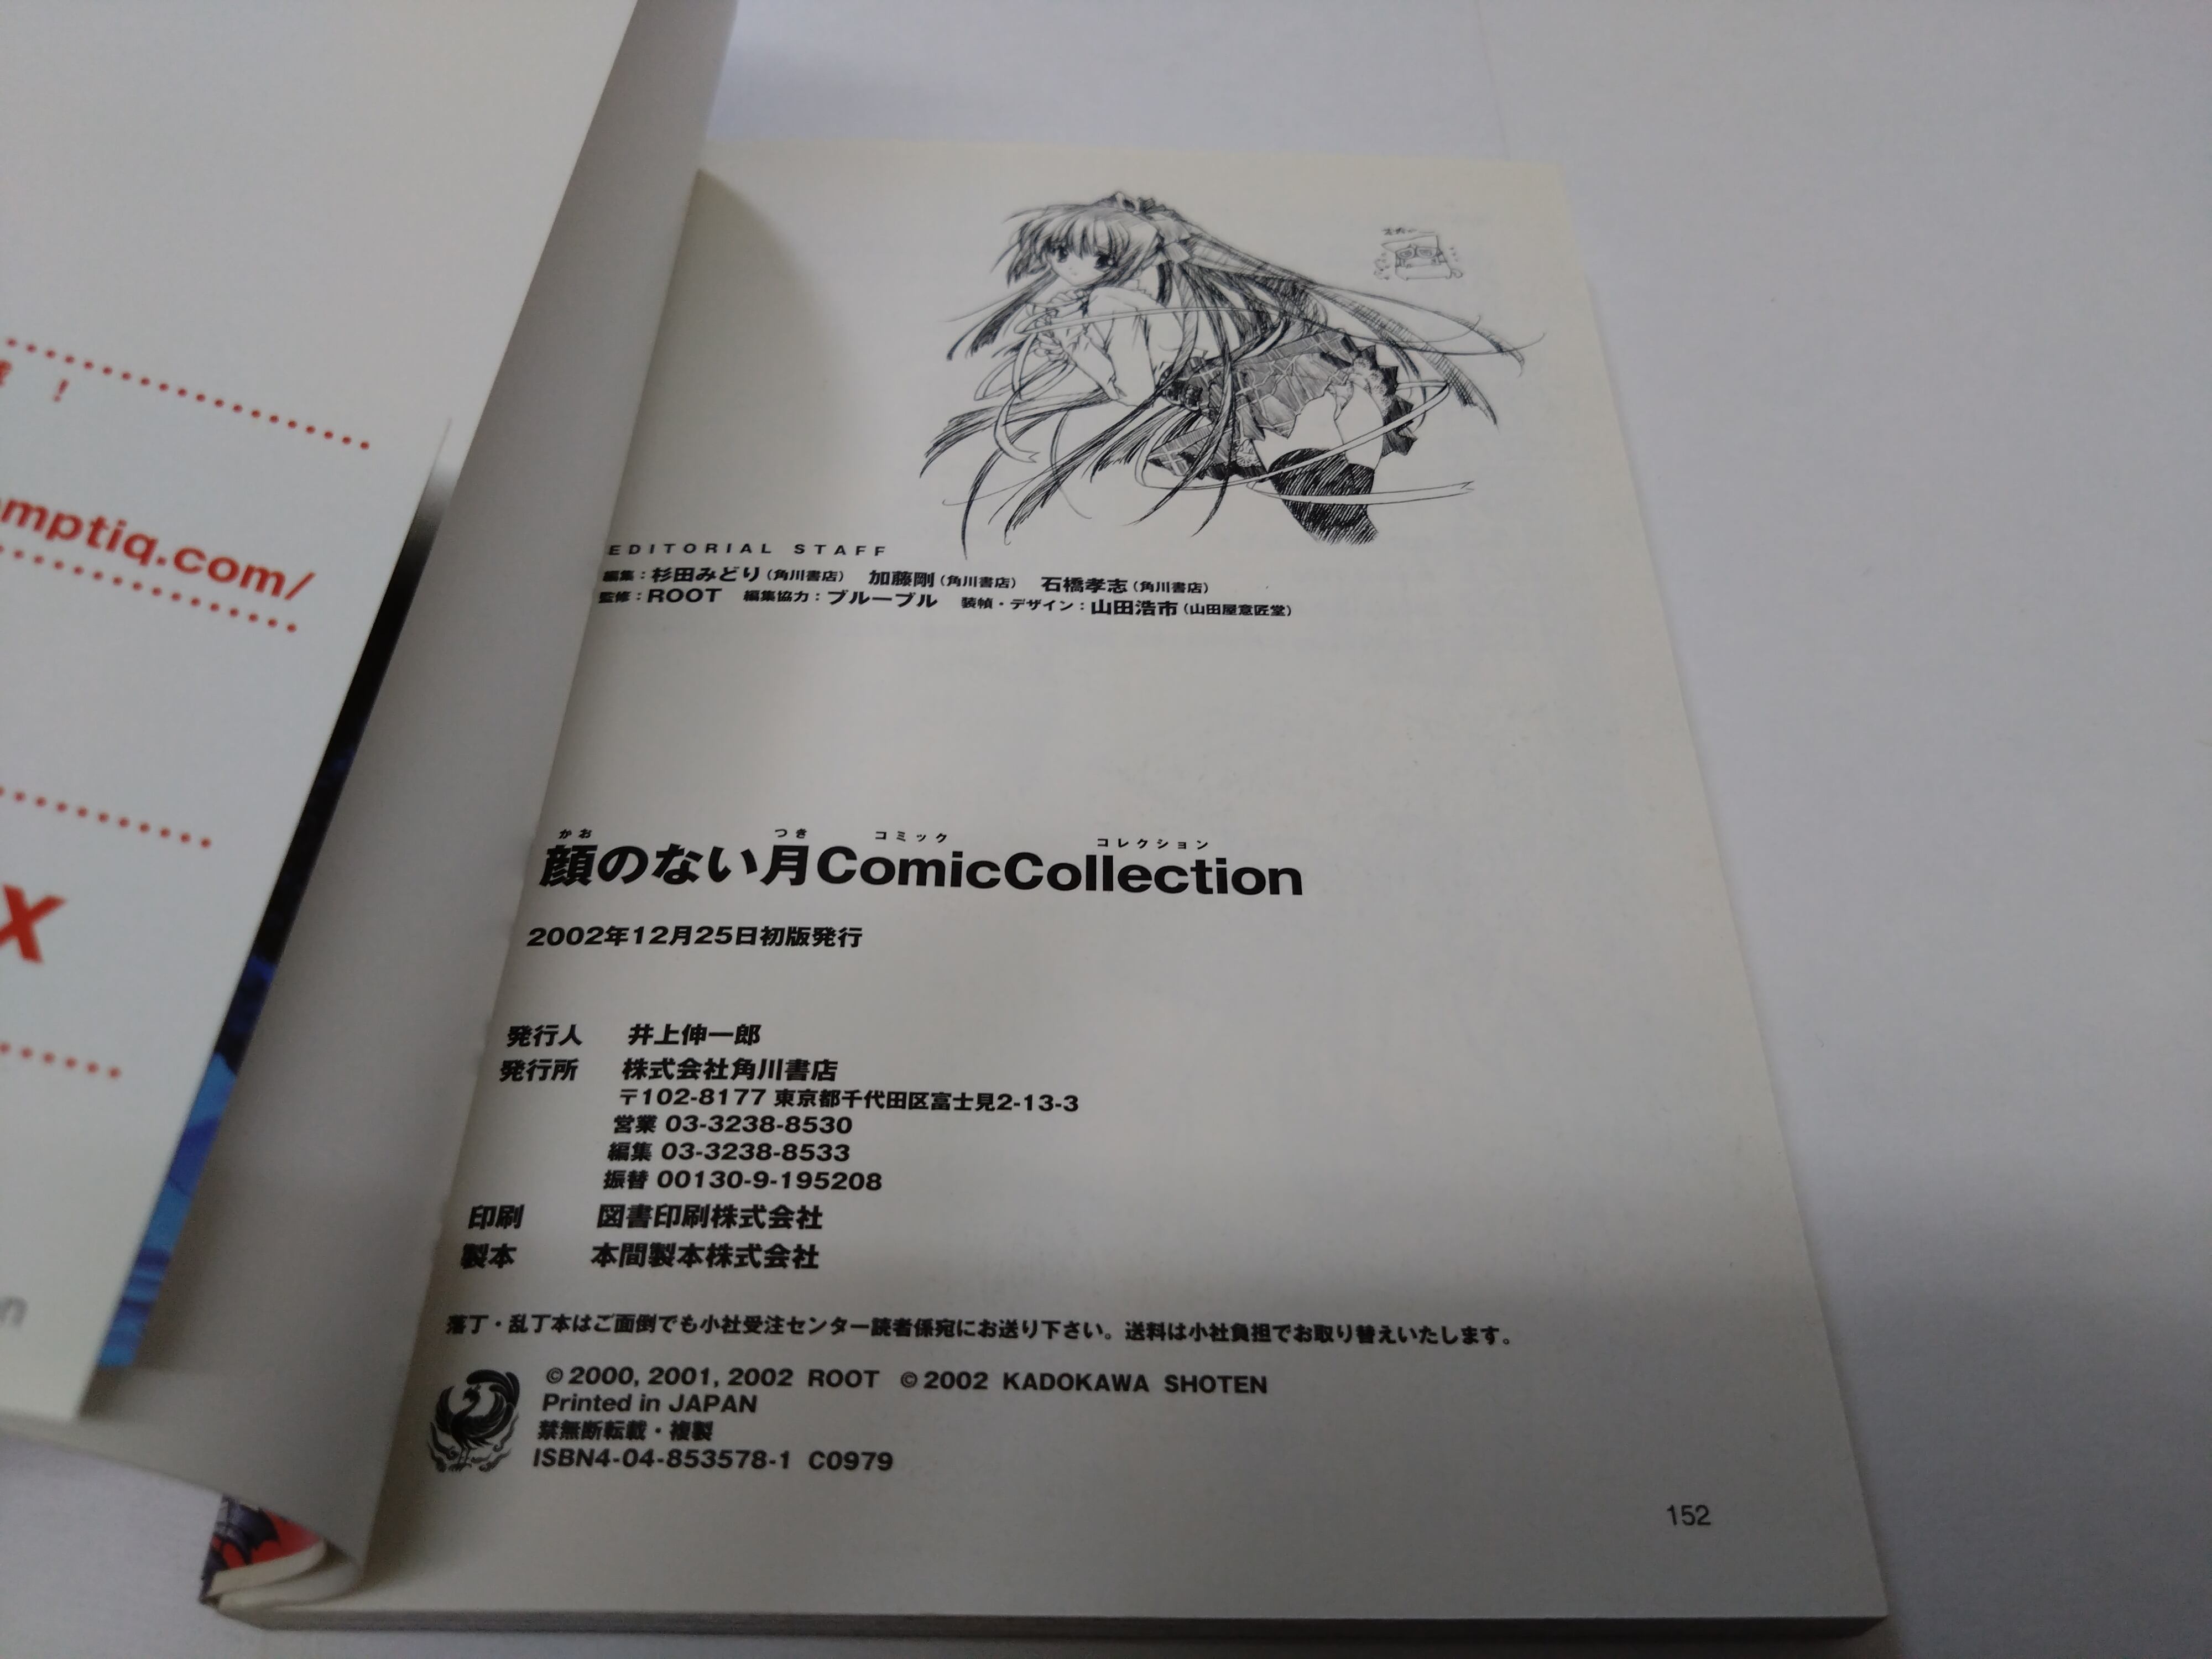 ！
mptiq.com/
x
n
EDITORIAL STAFF
編集：杉田みどり（角川書店） 加藤剛（角川書店） 石橋孝志（角川書店）
監修：ROOT 編集協力：ブルーブル 装幀・デザイン：山田浩市（山田屋意匠堂）
かお つき コミック コレクション
顔のない月ComicCollection
2002年12月25日初版発行
発行人 井上伸一郎
発行所 株式会社角川書店
〒102-8177 東京都千代田区富士見2-13-3
営業 03-3238-8530
編集 03-3238-8533
振替 00130-9-195208
印刷 図書印刷株式会社
製本 本間製本株式会社
落丁・乱丁本はご面倒でも小社受注センター読者係宛にお送り下さい。送料は小社負担でお取り替えいたします。
©2000, 2001, 2002 ROOT ©2002 KADOKAWA SHOTEN
Printed in JAPAN
禁無断転載・複製
ISBN4-04-853578-1 C0979
152